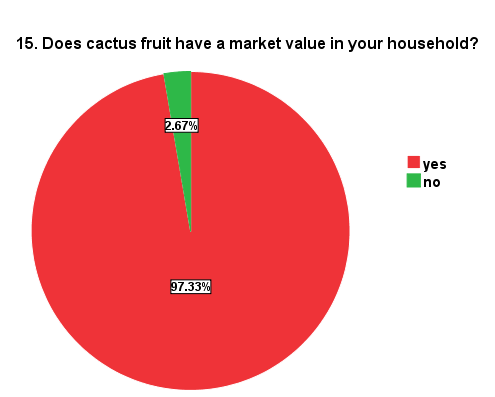 15. Does cactus fruit have a market value in your household?
2.67%
yes
no
97.33%